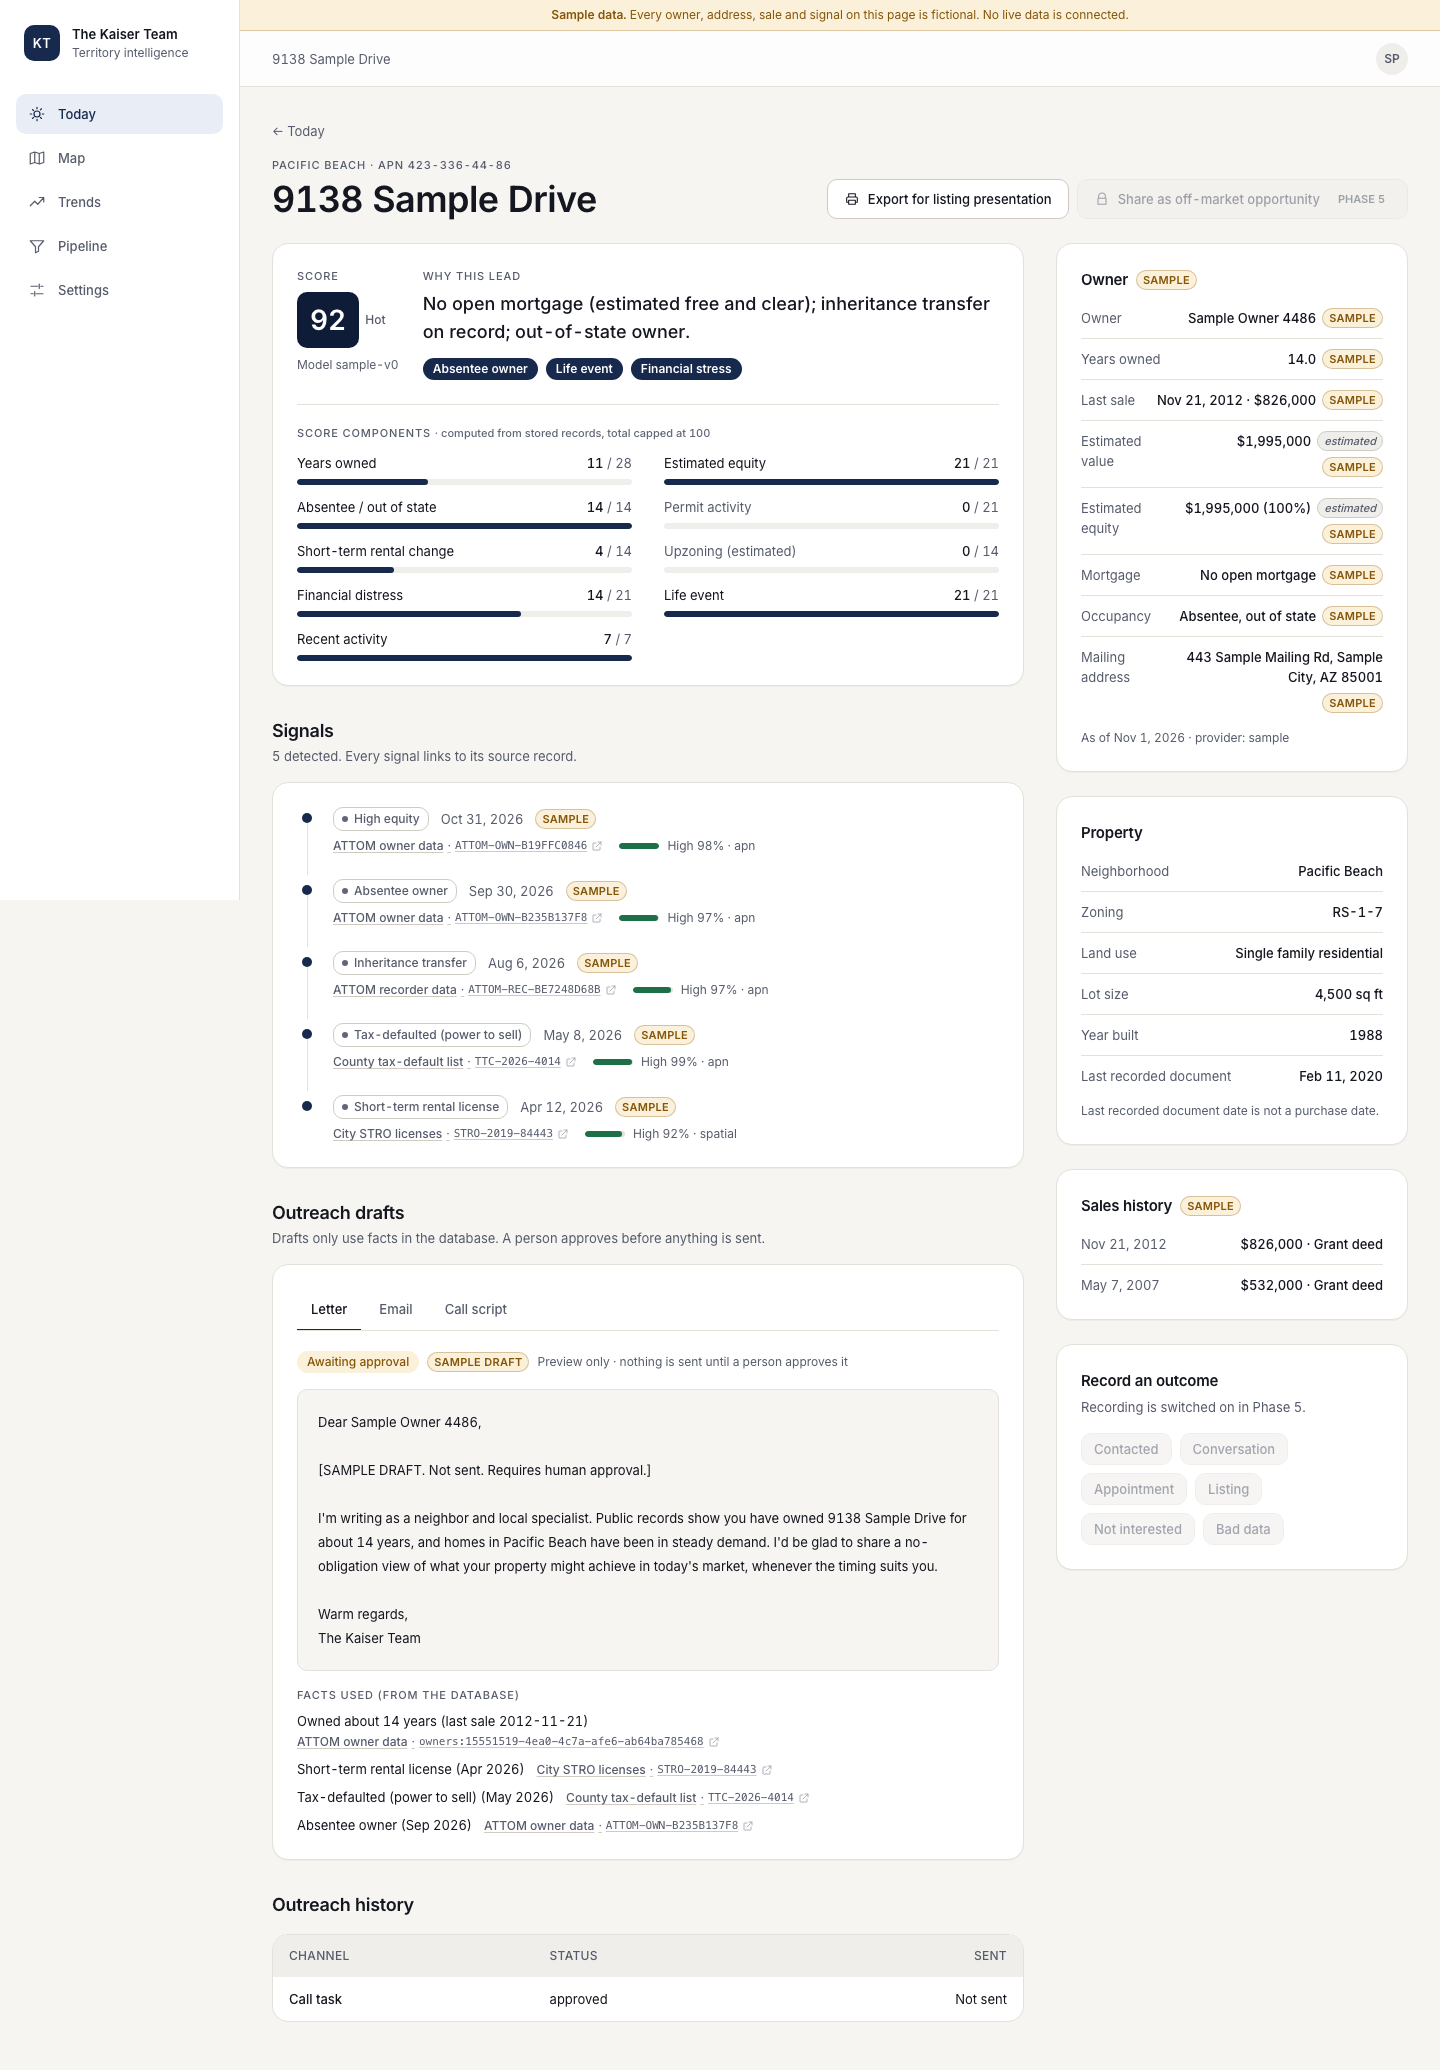 Sample data. Every owner, address, sale and signal on this page is fictional. No live data is connected.
KT
The Kaiser Team
Territory intelligence
Today
Map
Trends
Pipeline
Settings
9138 Sample Drive
SP
← Today
PACIFIC BEACH · APN 423-336-44-86
9138 Sample Drive
Export for listing presentation
Share as off-market opportunity PHASE 5
SCORE
92 Hot
Model sample-v0
WHY THIS LEAD
No open mortgage (estimated free and clear); inheritance transfer
on record; out-of-state owner.
Absentee owner Life event Financial stress
SCORE COMPONENTS · computed from stored records, total capped at 100
Years owned 11 / 28
Estimated equity 21 / 21
Absentee / out of state 14 / 14
Permit activity 0 / 21
Short-term rental change 4 / 14
Upzoning (estimated) 0 / 14
Financial distress 14 / 21
Life event 21 / 21
Recent activity 7 / 7
Signals
5 detected. Every signal links to its source record.
High equity Oct 31, 2026 SAMPLE
ATTOM owner data · ATTOM-OWN-B19FFC0846 High 98% · apn
Absentee owner Sep 30, 2026 SAMPLE
ATTOM owner data · ATTOM-OWN-B235B137F8 High 97% · apn
Inheritance transfer Aug 6, 2026 SAMPLE
ATTOM recorder data · ATTOM-REC-BE7248D68B High 97% · apn
Tax-defaulted (power to sell) May 8, 2026 SAMPLE
County tax-default list · TTC-2026-4014 High 99% · apn
Short-term rental license Apr 12, 2026 SAMPLE
City STRO licenses · STRO-2019-84443 High 92% · spatial
Outreach drafts
Drafts only use facts in the database. A person approves before anything is sent.
Letter Email Call script
Awaiting approval SAMPLE DRAFT Preview only · nothing is sent until a person approves it
Dear Sample Owner 4486,
[SAMPLE DRAFT. Not sent. Requires human approval.]
I'm writing as a neighbor and local specialist. Public records show you have owned 9138 Sample Drive for
about 14 years, and homes in Pacific Beach have been in steady demand. I'd be glad to share a no-
obligation view of what your property might achieve in today's market, whenever the timing suits you.
Warm regards,
The Kaiser Team
FACTS USED (FROM THE DATABASE)
Owned about 14 years (last sale 2012-11-21)
ATTOM owner data · owners:15551519-4ea0-4c7a-afe6-ab64ba785468
Short-term rental license (Apr 2026) City STRO licenses · STRO-2019-84443
Tax-defaulted (power to sell) (May 2026) County tax-default list · TTC-2026-4014
Absentee owner (Sep 2026) ATTOM owner data · ATTOM-OWN-B235B137F8
Outreach history
CHANNEL STATUS SENT
Call task approved Not sent
Owner SAMPLE
Owner Sample Owner 4486 SAMPLE
Years owned 14.0 SAMPLE
Last sale Nov 21, 2012 · $826,000 SAMPLE
Estimated value $1,995,000 estimated
SAMPLE
Estimated equity $1,995,000 (100%) estimated
SAMPLE
Mortgage No open mortgage SAMPLE
Occupancy Absentee, out of state SAMPLE
Mailing address 443 Sample Mailing Rd, Sample
City, AZ 85001
SAMPLE
As of Nov 1, 2026 · provider: sample
Property
Neighborhood Pacific Beach
Zoning RS-1-7
Land use Single family residential
Lot size 4,500 sq ft
Year built 1988
Last recorded document Feb 11, 2020
Last recorded document date is not a purchase date.
Sales history SAMPLE
Nov 21, 2012 $826,000 · Grant deed
May 7, 2007 $532,000 · Grant deed
Record an outcome
Recording is switched on in Phase 5.
Contacted Conversation
Appointment Listing
Not interested Bad data